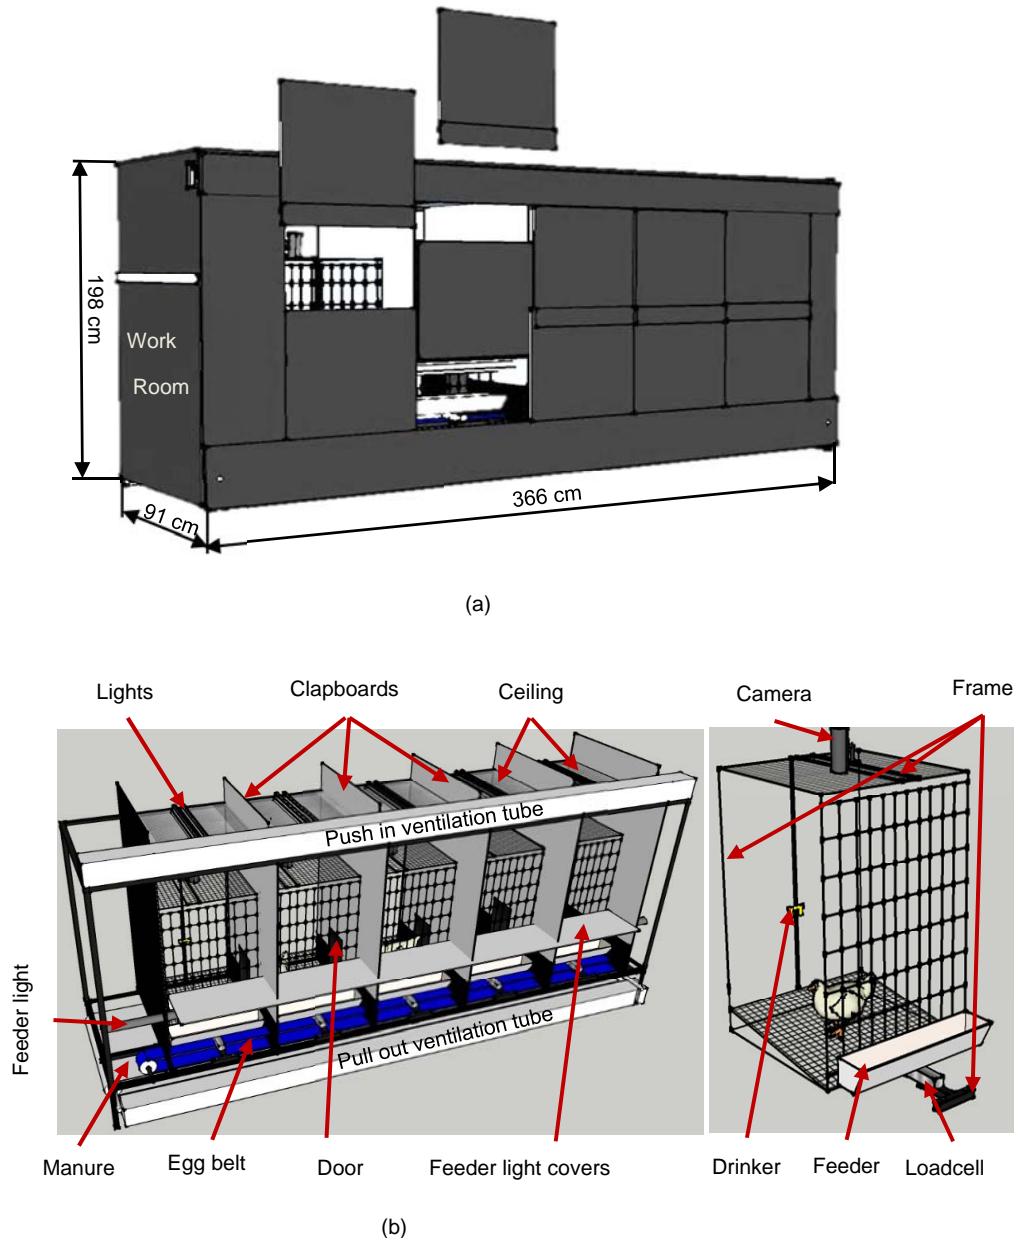 198 cm
Work
Room
91 cm
366 cm
(a)
Lights
Clapboards
Ceiling
Camera
Frame
Push in ventilation tube
Feeder light
Pull out ventilation tube
Manure
Egg belt
Door
Feeder light covers
Drinker
Feeder
Loadcell
(b)